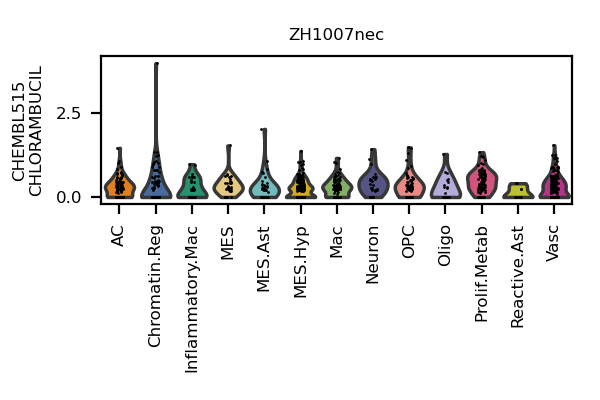 ZH1007nec
CHEMBL515
CHLORAMBUCIL
2.5
0.0
AC
Chromatin.Reg
Inflammatory.Mac
MES
MES.Ast
MES.Hyp
Mac
Neuron
OPC
Oligo
Prolif.Metab
Reactive.Ast
Vasc